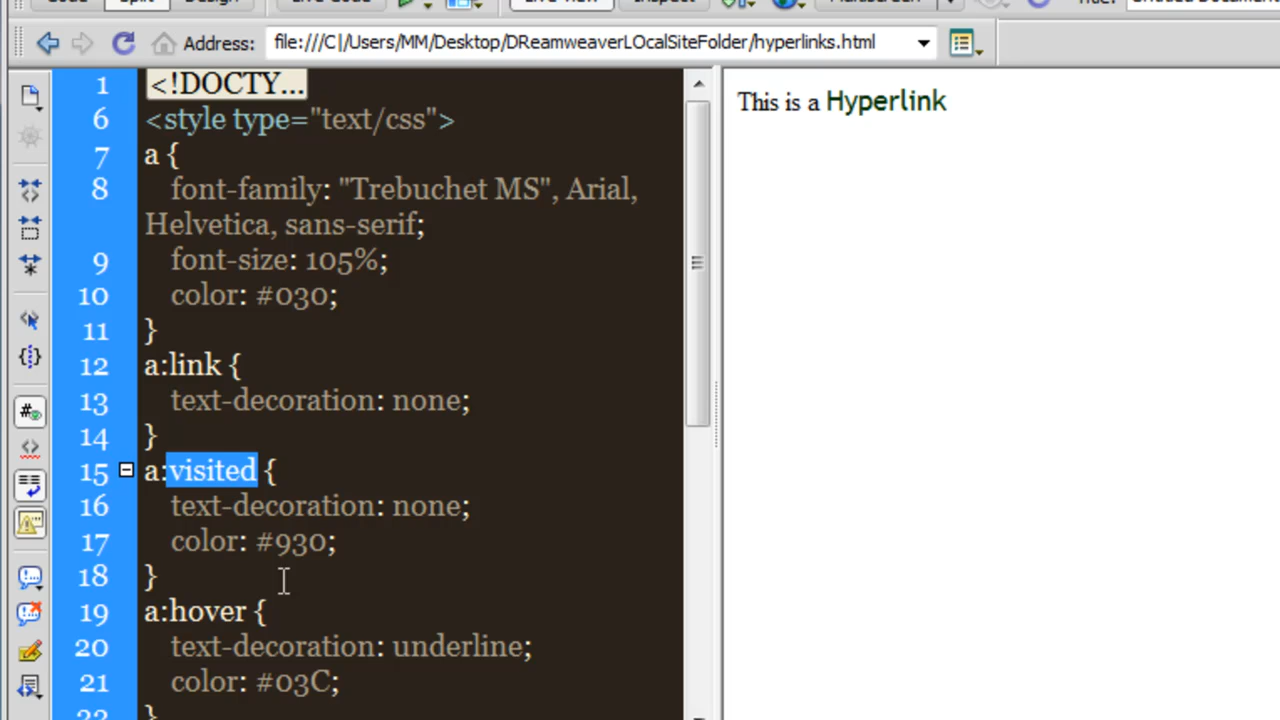 Address: file:///C|/Users/MM/Desktop/DReamweaverLOcalSiteFolder/hyperlinks.html
1 <!DOCTY...
6 <style type="text/css">
7 a {
8 font-family: "Trebuchet MS", Arial,
Helvetica, sans-serif;
9 font-size: 105%;
10 color: #030;
11 }
12 a:link {
13 text-decoration: none;
14 }
15 a:visited {
16 text-decoration: none;
17 color: #930;
18 }
19 a:hover {
20 text-decoration: underline;
21 color: #03C;
22 }
This is a Hyperlink